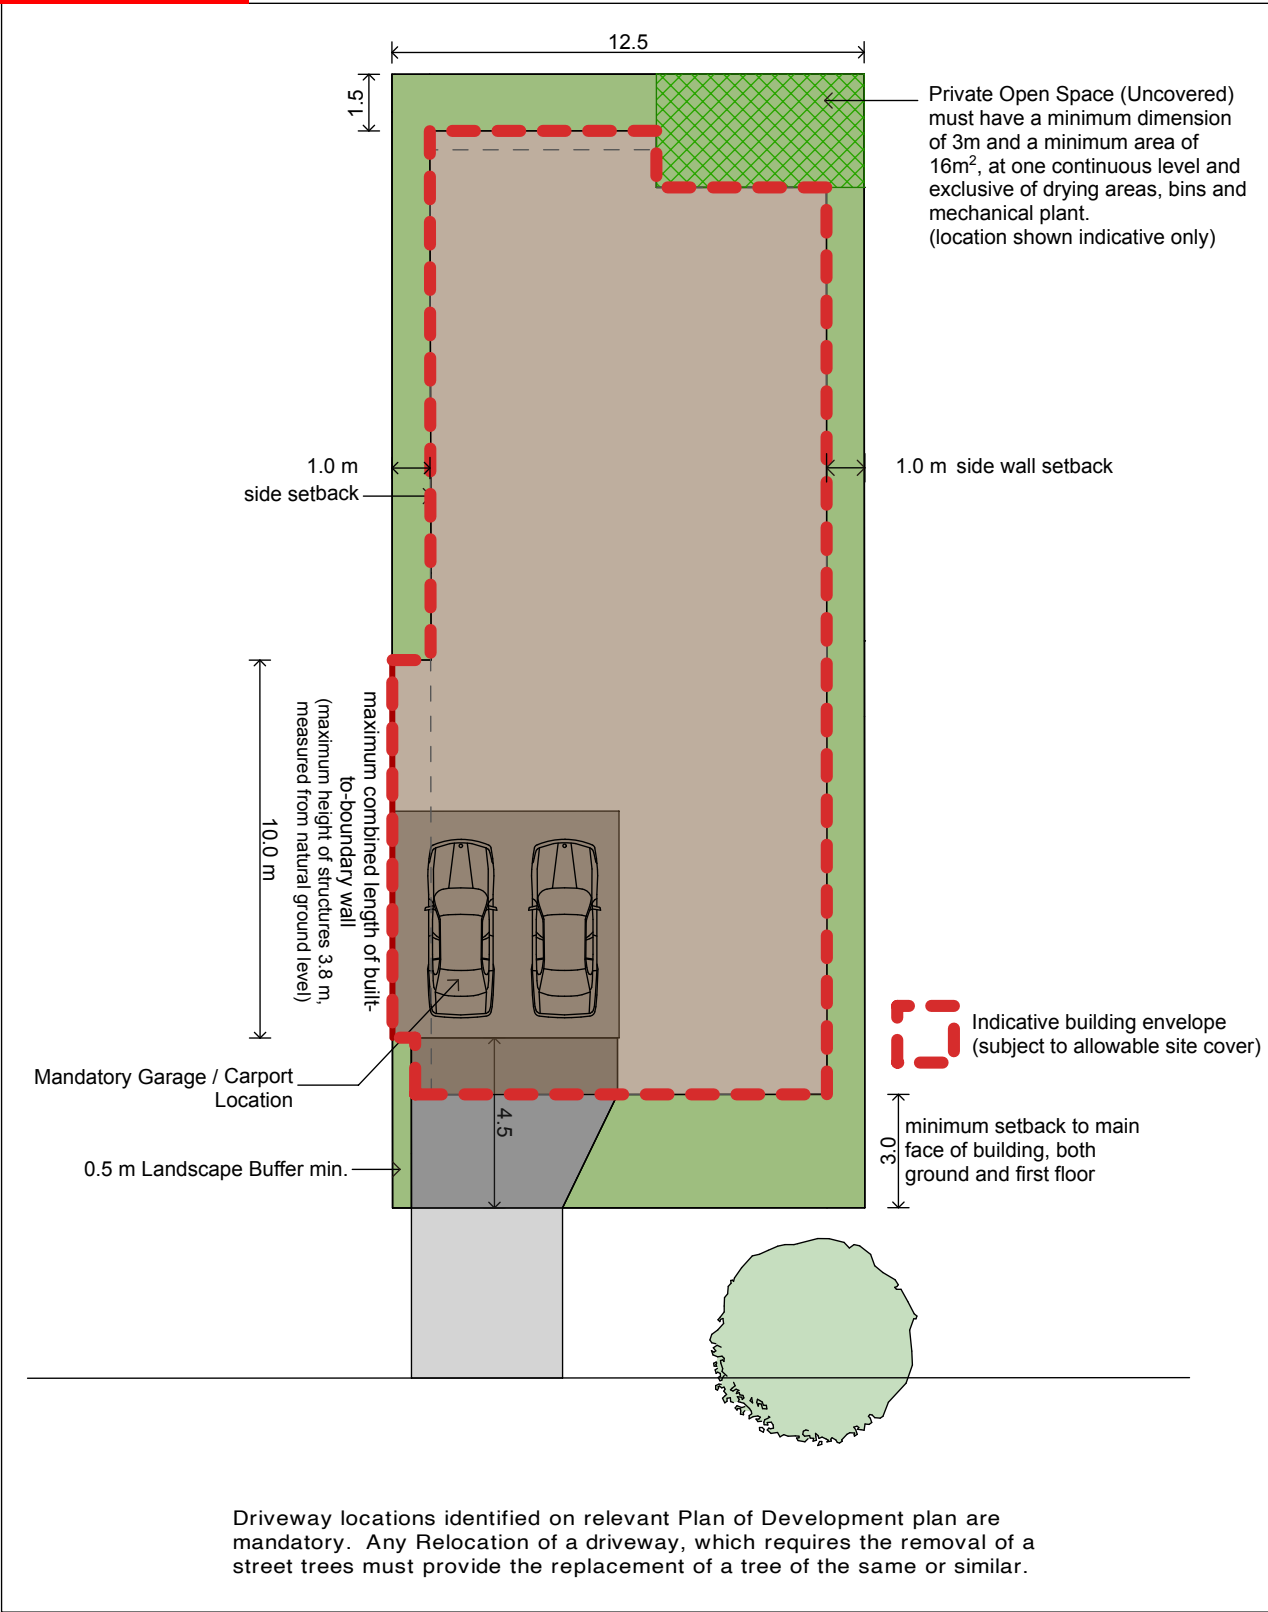 12.5
1.5
Private Open Space (Uncovered)
must have a minimum dimension
of 3m and a minimum area of
16m², at one continuous level and
exclusive of drying areas, bins and
mechanical plant.
(location shown indicative only)
1.0 m
side setback
1.0 m side wall setback
10.0 m
maximum combined length of built-
to-boundary wall
(maximum height of structures 3.8 m,
measured from natural ground level)
Indicative building envelope
(subject to allowable site cover)
Mandatory Garage / Carport
Location
4.5
3.0
minimum setback to main
face of building, both
ground and first floor
0.5 m Landscape Buffer min.
Driveway locations identified on relevant Plan of Development plan are
mandatory. Any Relocation of a driveway, which requires the removal of a
street trees must provide the replacement of a tree of the same or similar.